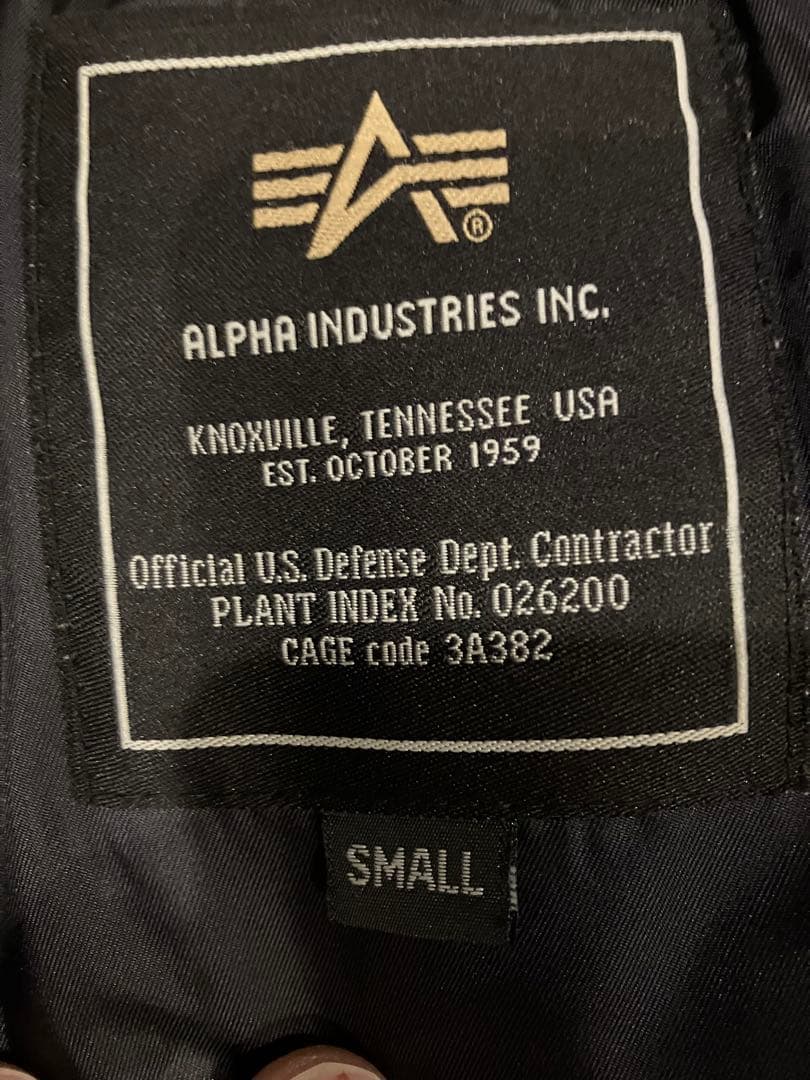 ®
ALPHA INDUSTRIES INC.
KNOXVILLE, TENNESSEE USA
EST. OCTOBER 1959
Official U.S. Defense Dept. Contractor
PLANT INDEX No. 026200
CAGE code 3A382
SMALL